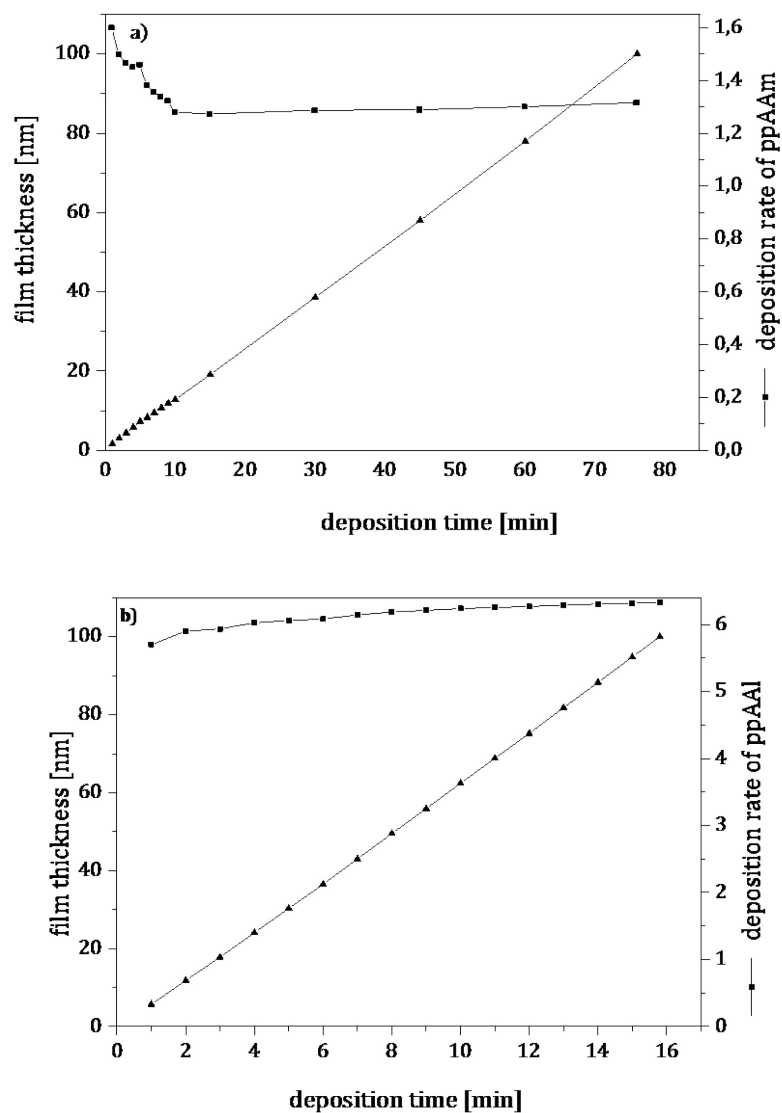 a)
100
80
60
40
20
0
film thickness [nm]
1,6
1,4
1,2
1,0
0,8
0,6
0,4
0,2
0,0
deposition rate of ppAAm
0 10 20 30 40 50 60 70 80
deposition time [min]
b)
100
80
60
40
20
0
film thickness [nm]
6
5
4
3
2
1
0
deposition rate of ppAAl
0 2 4 6 8 10 12 14 16
deposition time [min]